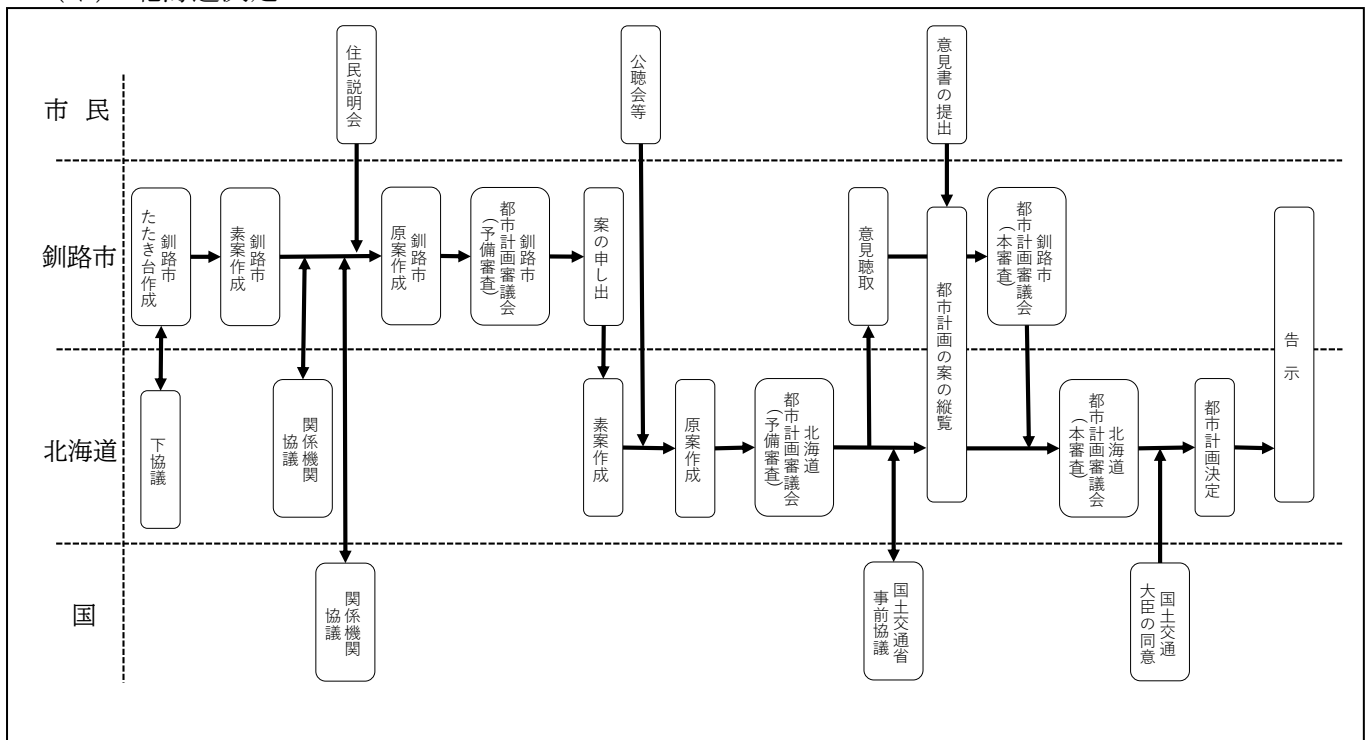 市 民
住民説明会
公聴会等
意見書の提出
釧路市
釧路市
たたき台作成
釧路市
素案作成
釧路市
原案作成
釧路市
都市計画審議会
(予備審査)
案の申し出
意見聴取
都市計画の案の縦覧
釧路市
都市計画審議会
(本審査)
告 示
北海道
下協議
関係機関
協議
素案作成
原案作成
北海道
都市計画審議会
(予備審査)
北海道
都市計画審議会
(本審査)
都市計画決定
国
関係機関
協議
国土交通省
事前協議
国土交通
大臣の同意